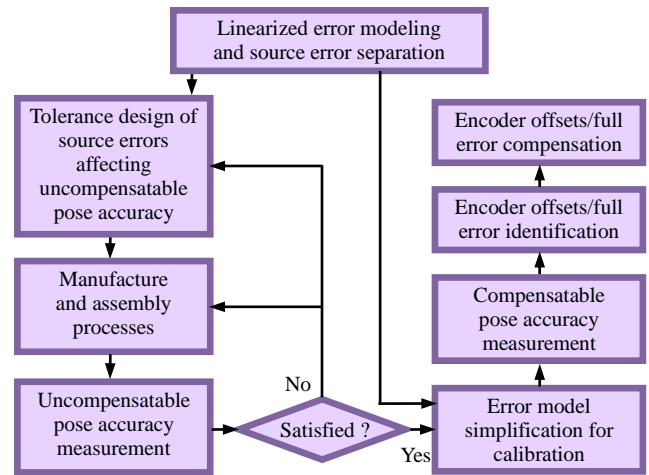 Linearized error modeling
and source error separation
Tolerance design of
source errors
affecting
uncompensatable
pose accuracy
Manufacture
and assembly
processes
Uncompensatable
pose accuracy
measurement
No
Satisfied ?
Yes
Encoder offsets/full
error compensation
Encoder offsets/full
error identification
Compensatable
pose accuracy
measurement
Error model
simplification for
calibration